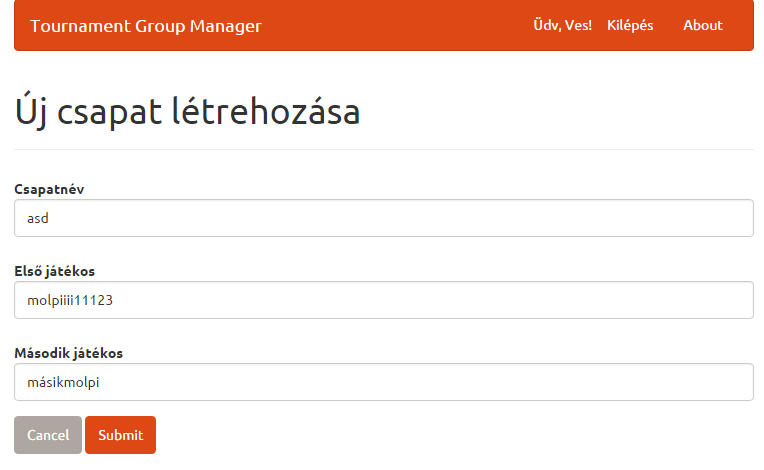 Tournament Group Manager Üdv, Ves! Kilépés About
Új csapat létrehozása
Csapatnév
asd
Első játékos
molpiiii11123
Második játékos
másikmolpi
Cancel Submit